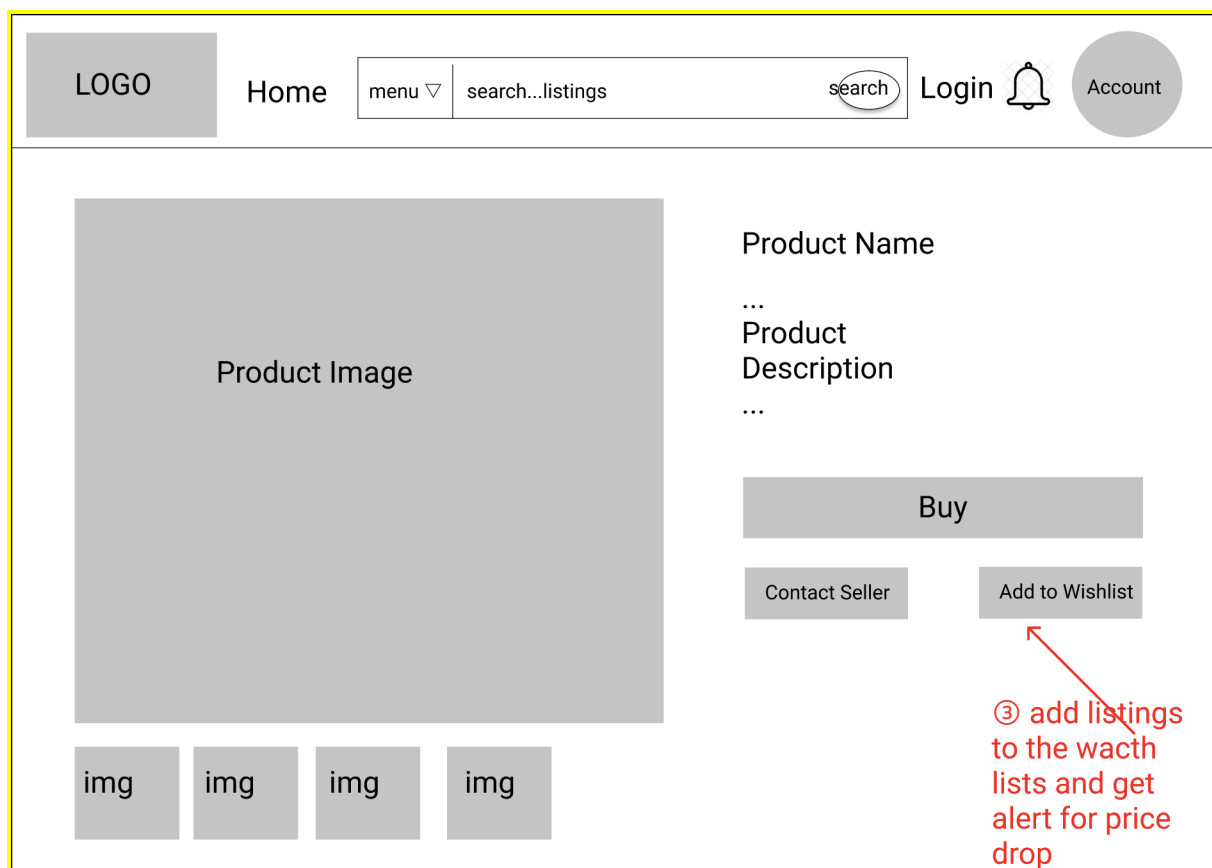 LOGO
Home
menu ▽
search...listings
search
Login
Account
Product Image
Product Name
...
Product
Description
...
Buy
Contact Seller
Add to Wishlist
③ add listings
to the wacth
lists and get
alert for price
drop
img
img
img
img